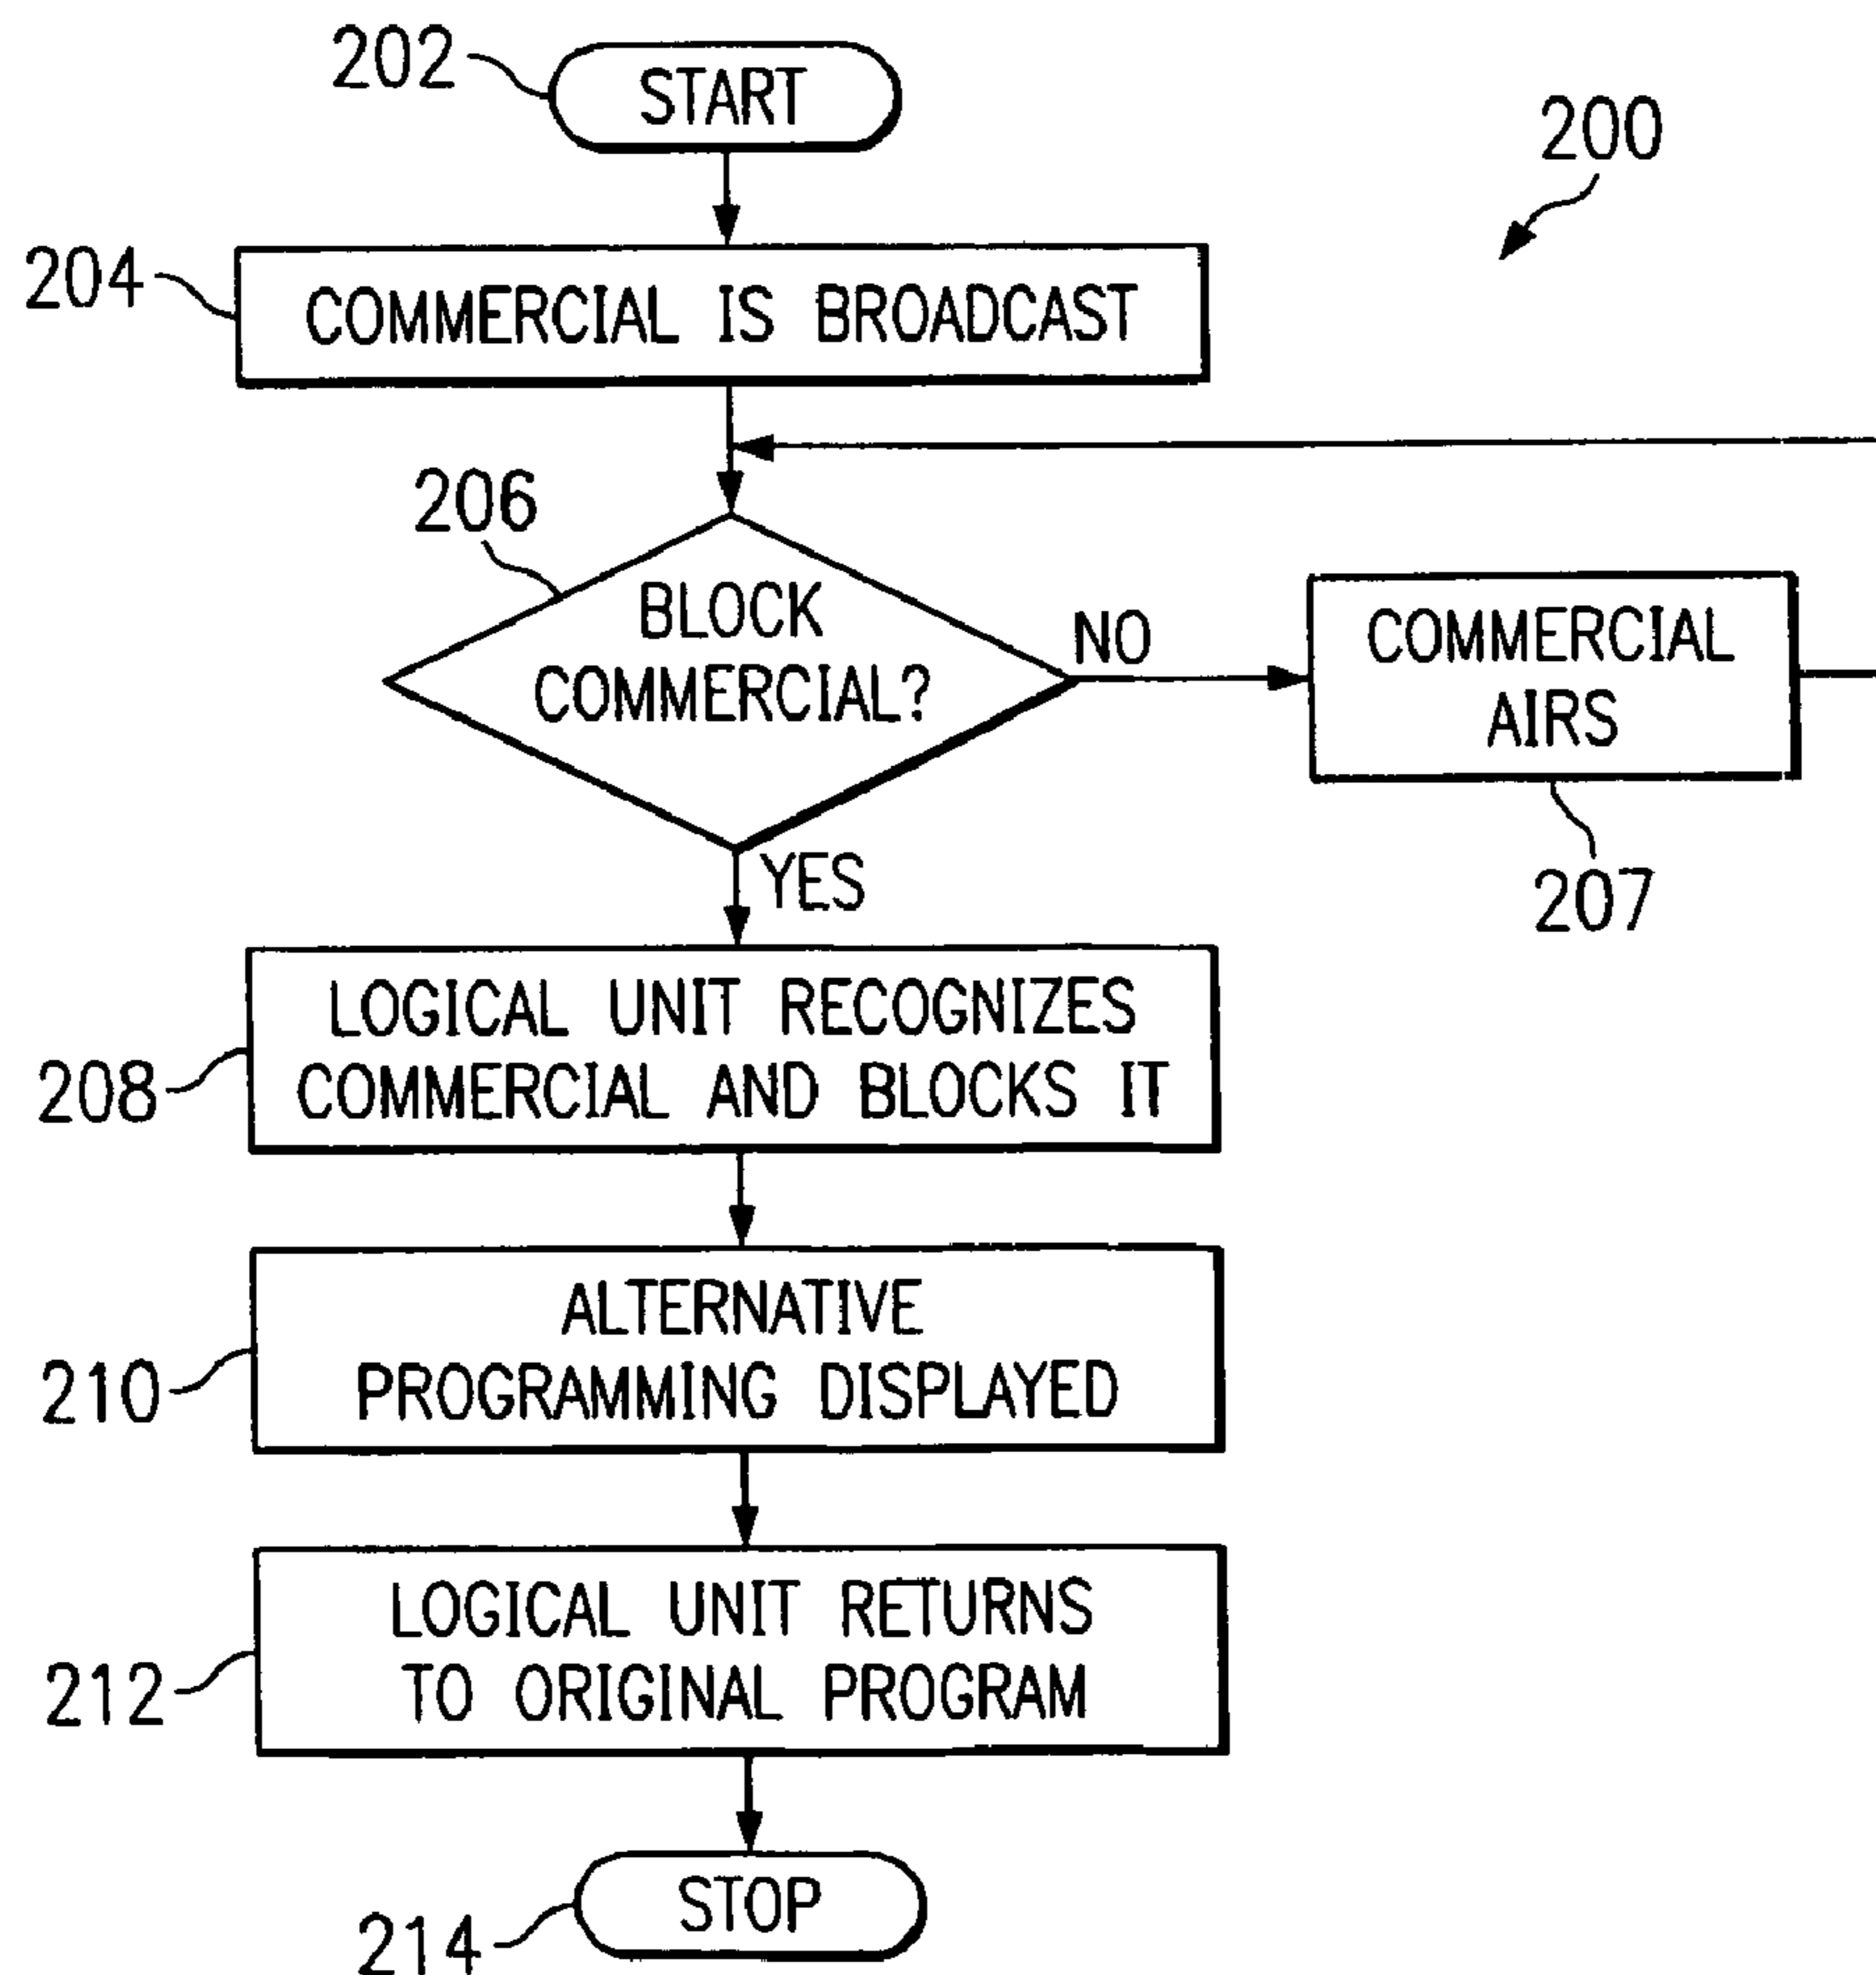 202
START
200
204
COMMERCIAL IS BROADCAST
206
BLOCK
COMMERCIAL?
NO
COMMERCIAL
AIRS
207
YES
208
LOGICAL UNIT RECOGNIZES
COMMERCIAL AND BLOCKS IT
210
ALTERNATIVE
PROGRAMMING DISPLAYED
212
LOGICAL UNIT RETURNS
TO ORIGINAL PROGRAM
214
STOP